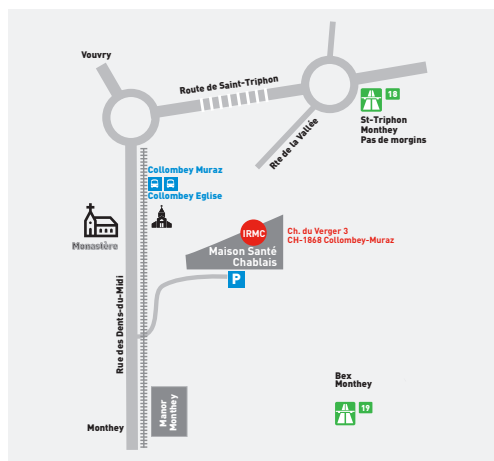 Vouvry
Route de Saint-Triphon
18
St-Triphon
Monthey
Pas de morgins
Rte de la Vallée
Collombey Muraz
Collombey Eglise
Monastère
IRMC
Ch. du Verger 3
CH-1868 Collombey-Muraz
Maison Santé
Chablais
P
Rue des Dents-du-Midi
Bex
Monthey
19
Manor
Monthey
Monthey